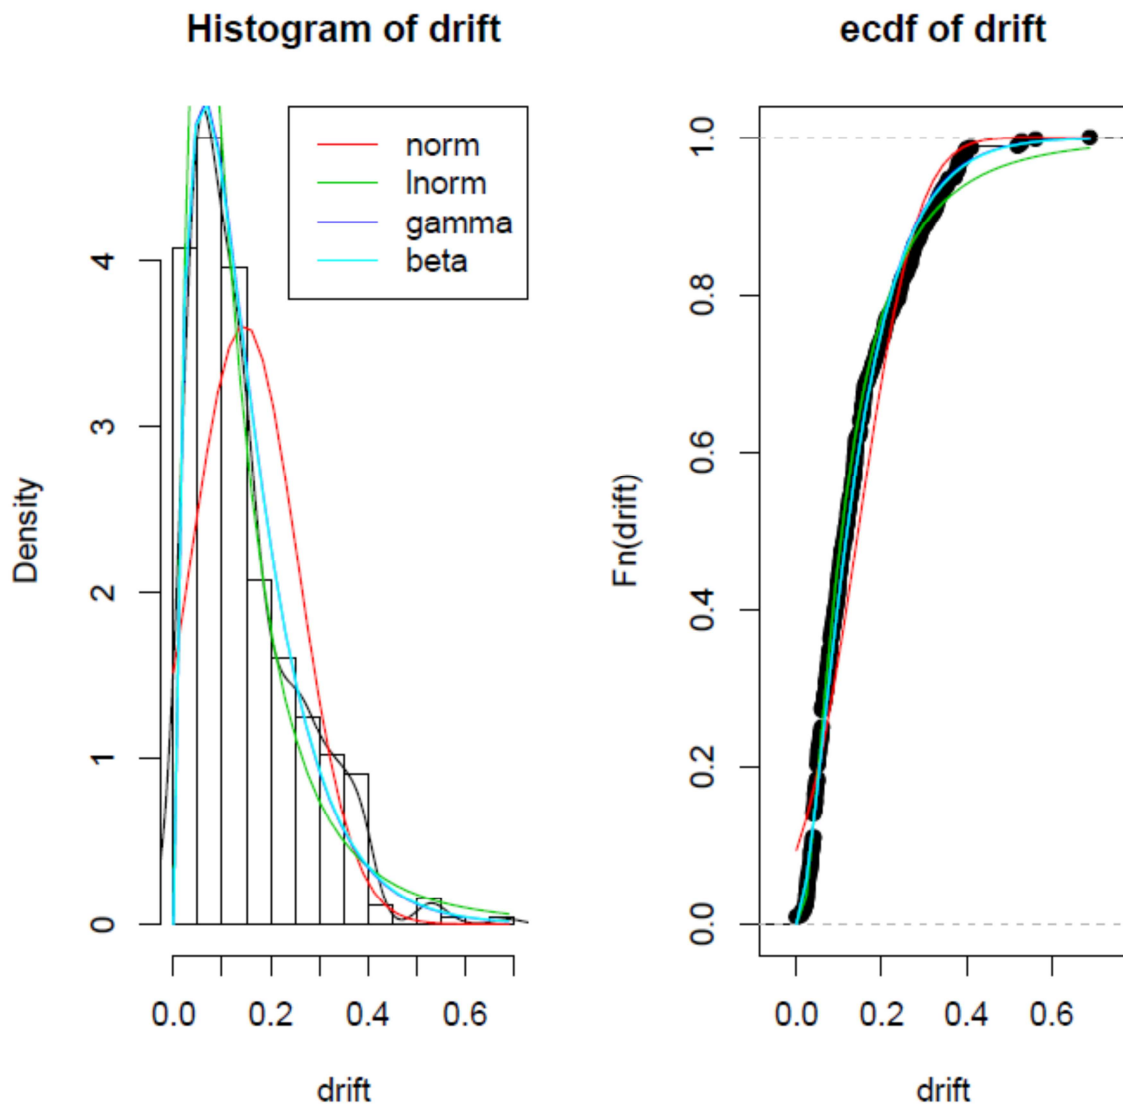 Histogram of drift
norm
lnorm
gamma
beta
Density
0
1
2
3
4
0.0 0.2 0.4 0.6
drift
ecdf of drift
Fn(drift)
0.0
0.2
0.4
0.6
0.8
1.0
0.0 0.2 0.4 0.6
drift